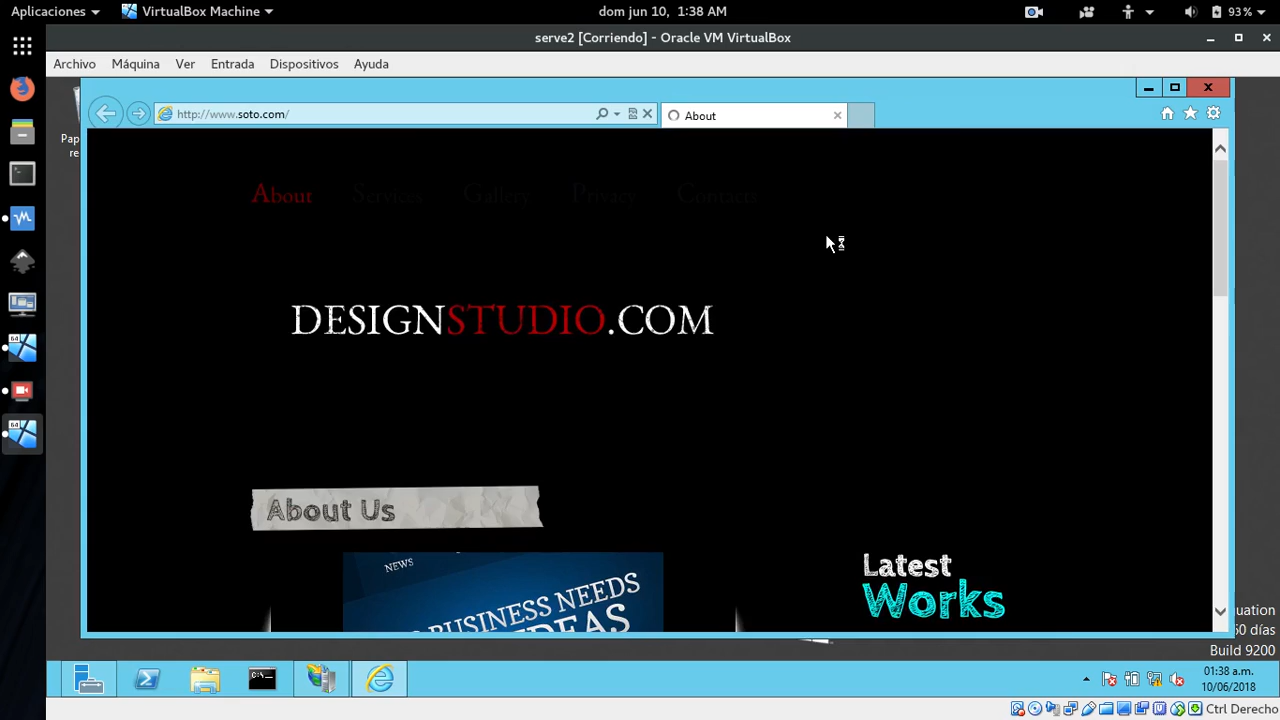 Aplicaciones
VirtualBox Machine
dom jun 10, 1:38 AM
93%
serve2 [Corriendo] - Oracle VM VirtualBox
Archivo Máquina Ver Entrada Dispositivos Ayuda
http://www.soto.com/
About
About Services Gallery Privacy Contacts
DESIGNSTUDIO.COM
About Us
NEWS
BUSINESS NEEDS
IDEAS
Latest
Works
Build 9200
01:38 a.m.
10/06/2018
Ctrl Derecho